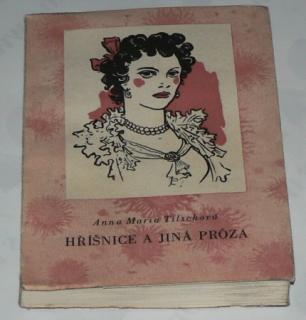 Anna Maria Tilschová
HŘÍŠNICE A JINÁ PRÓZA